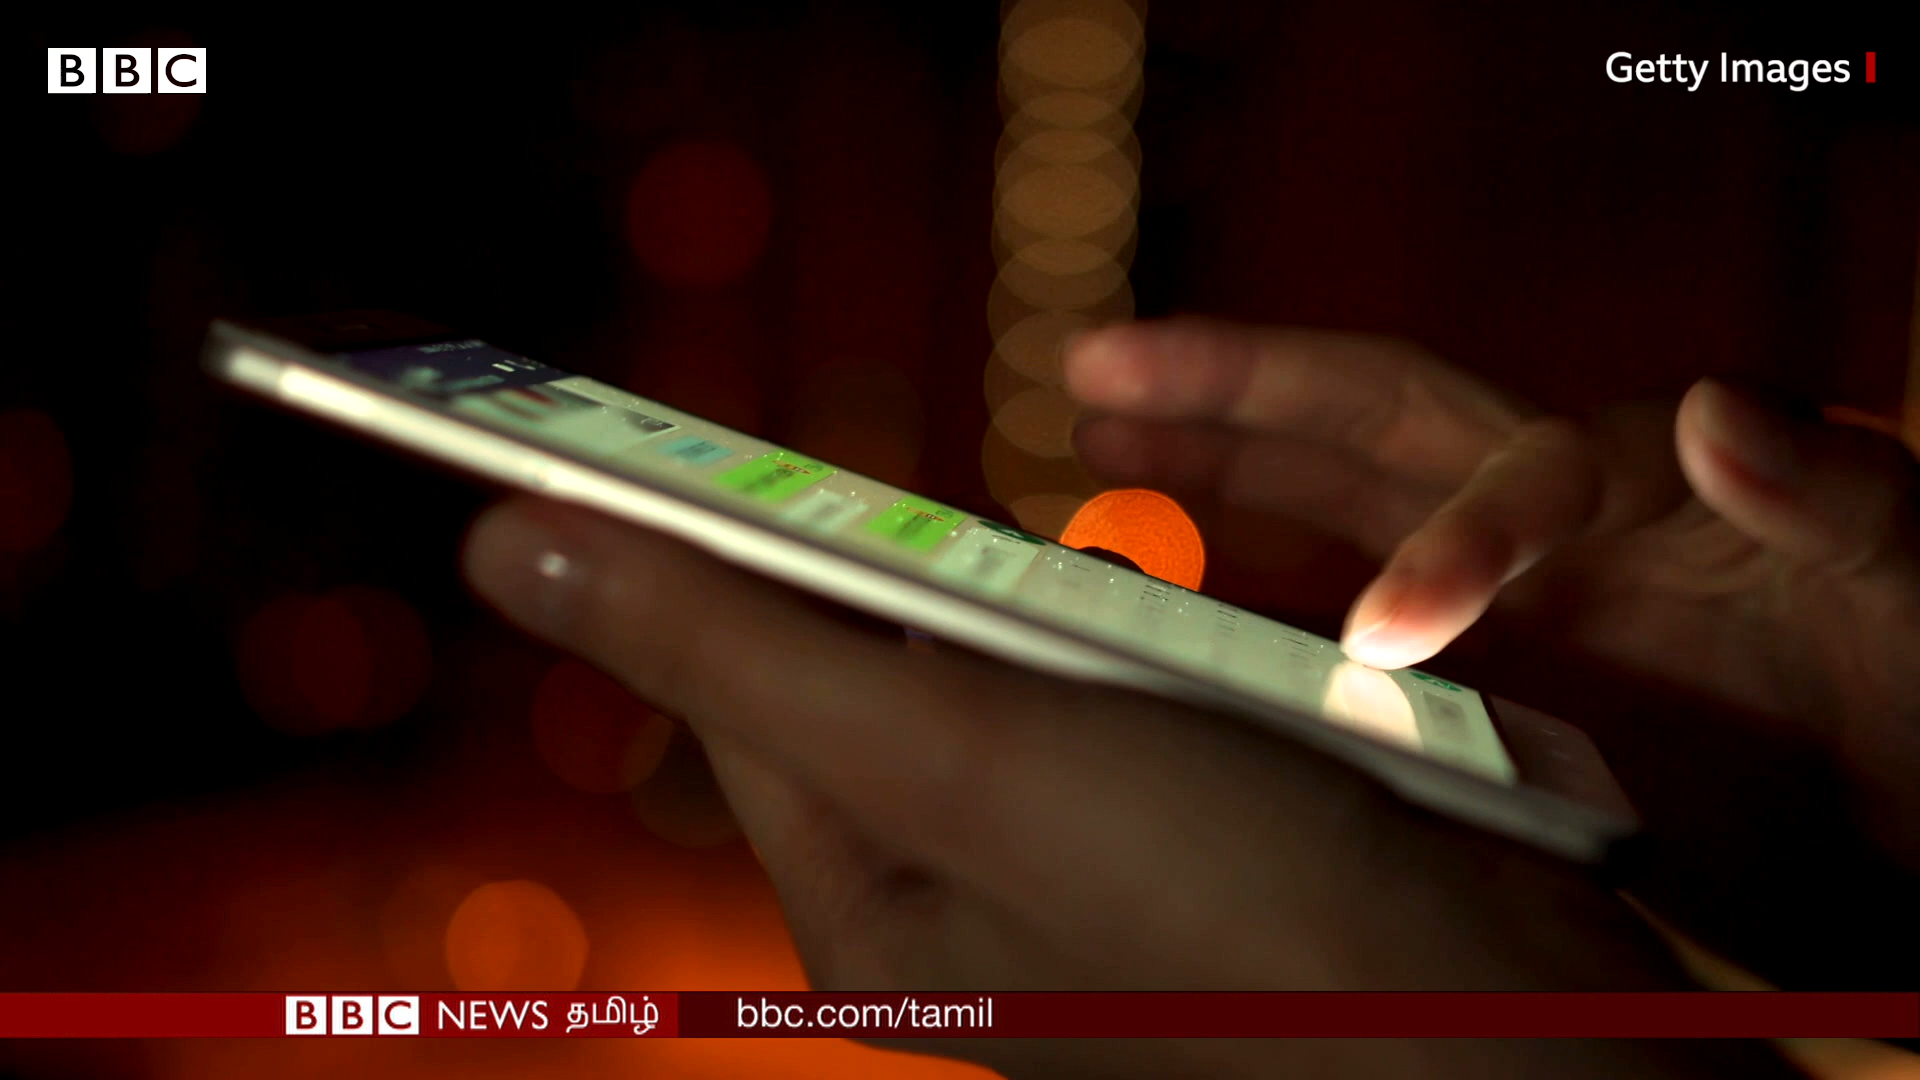 BBC
Getty Images
BBC NEWS தமிழ் bbc.com/tamil